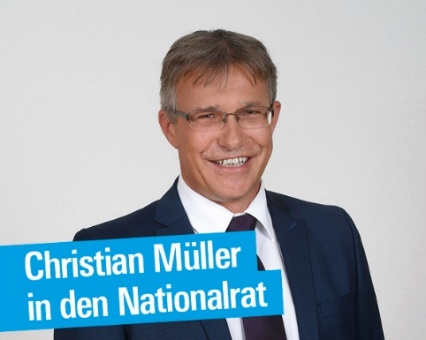 Christian Müller
in den Nationalrat